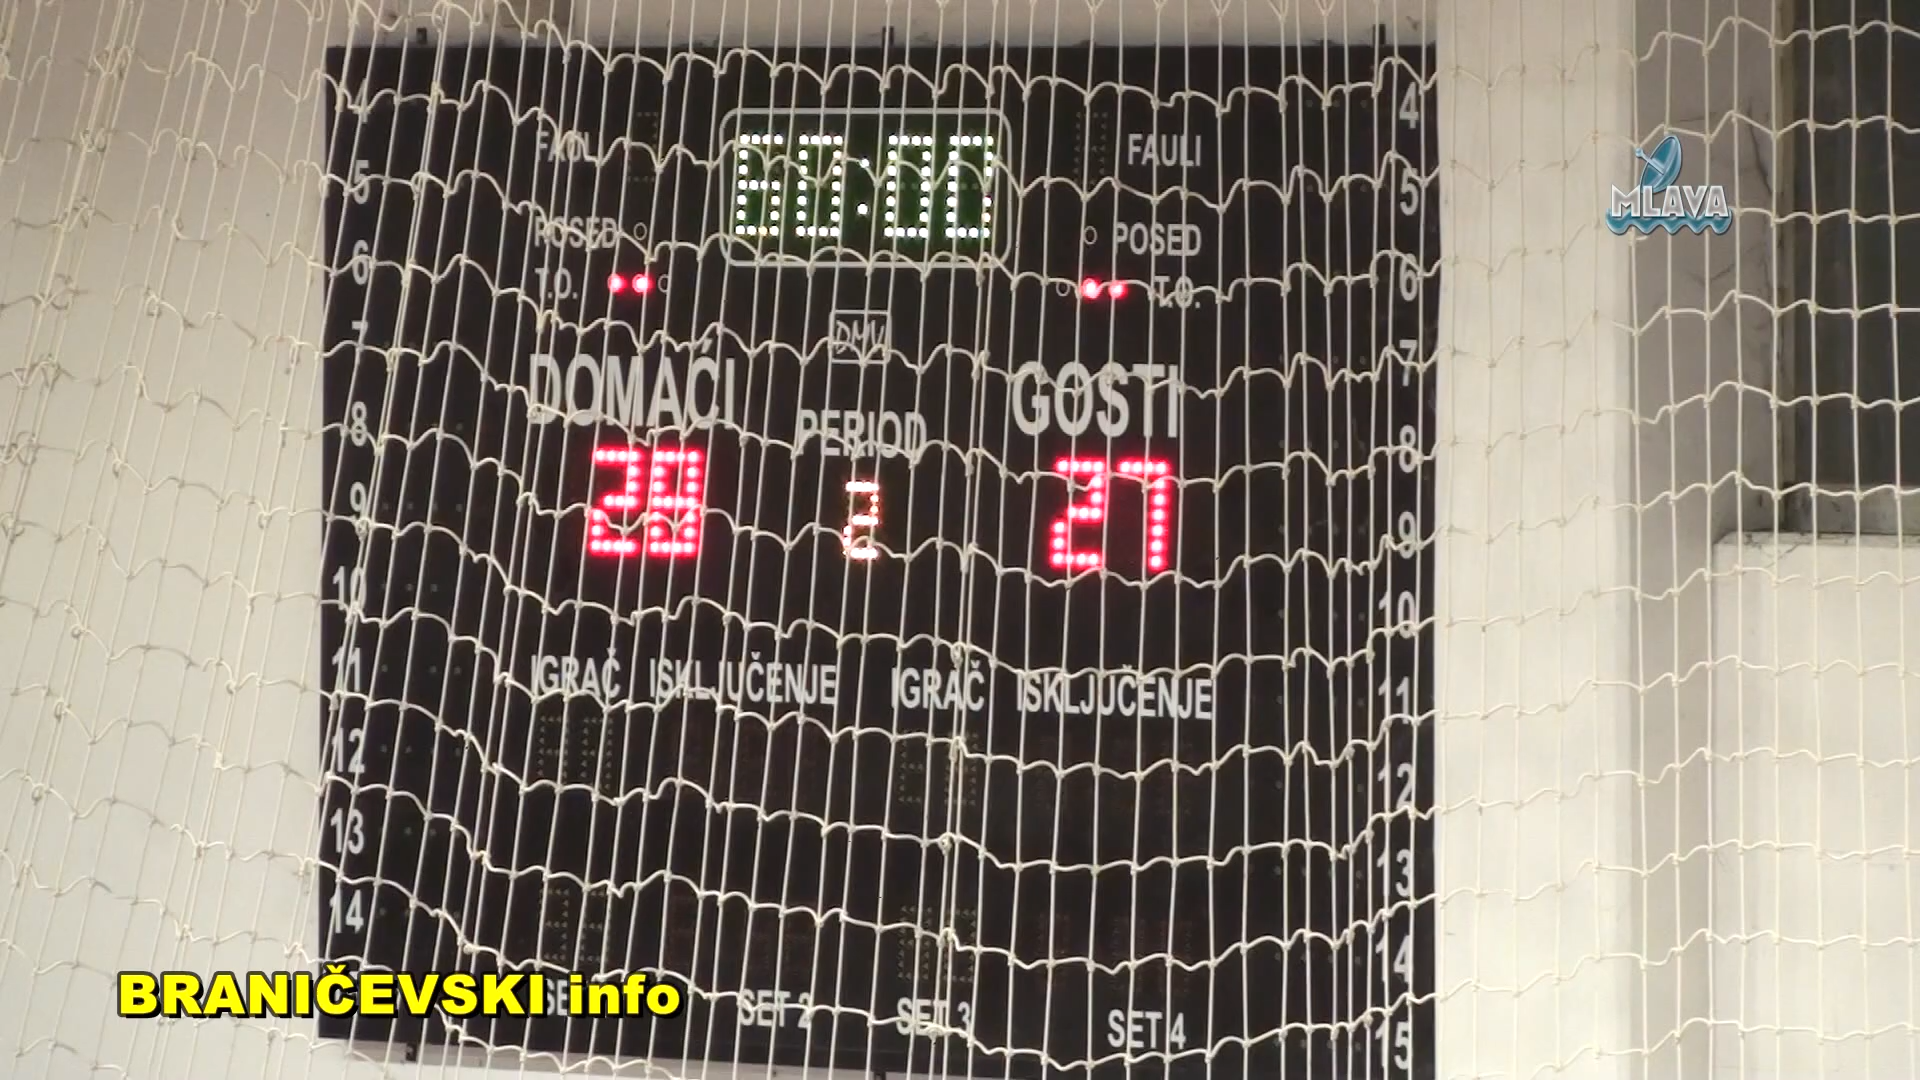 4 4
FAULI 60:00 FAULI
5 5
POSED POSED
6 T.O. T.O. 6
DMV
7 7
DOMAĆI GOSTI
8 PERIOD 8
28 2 27
9 9
10 10
IGRAČ ISKLJUČENJE IGRAČ ISKLJUČENJE
11 11
12 12
13 13
14 14
SET 2 SET 3 SET 4
15
MLAVA
BRANIČEVSKI info